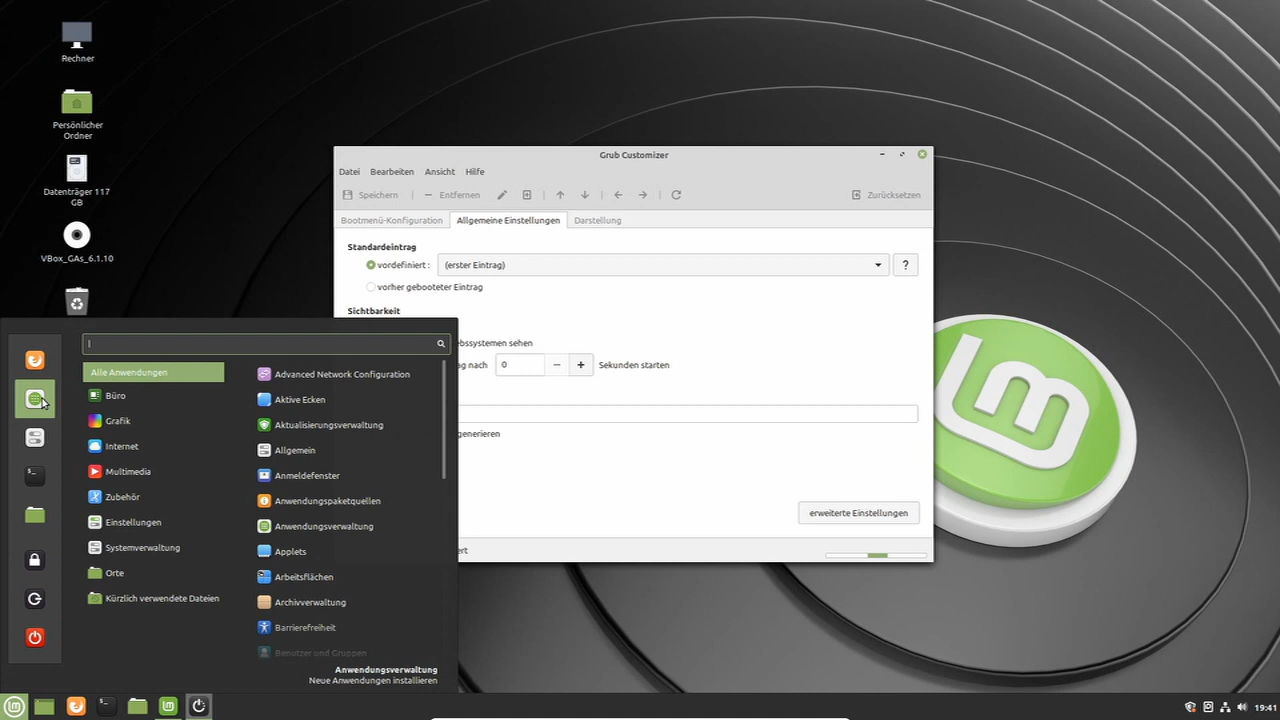 Rechner
Persönlicher
Ordner
Datenträger 117
GB
VBox_GAs_6.1.10
Grub Customizer
Datei Bearbeiten Ansicht Hilfe
Speichern Entfernen Zurücksetzen
Bootmenü-Konfiguration Allgemeine Einstellungen Darstellung
Standardeintrag
vordefiniert : (erster Eintrag) ?
vorher gebooteter Eintrag
Sichtbarkeit
ebssystemen sehen
ag nach 0 Sekunden starten
generieren
erweiterte Einstellungen
ert
Alle Anwendungen
Büro
Grafik
Internet
Multimedia
Zubehör
Einstellungen
Systemverwaltung
Orte
Kürzlich verwendete Dateien
Advanced Network Configuration
Aktive Ecken
Aktualisierungsverwaltung
Allgemein
Anmeldefenster
Anwendungspaketquellen
Anwendungsverwaltung
Applets
Arbeitsflächen
Archivverwaltung
Barrierefreiheit
Benutzer und Gruppen
Anwendungsverwaltung
Neue Anwendungen installieren
19:41